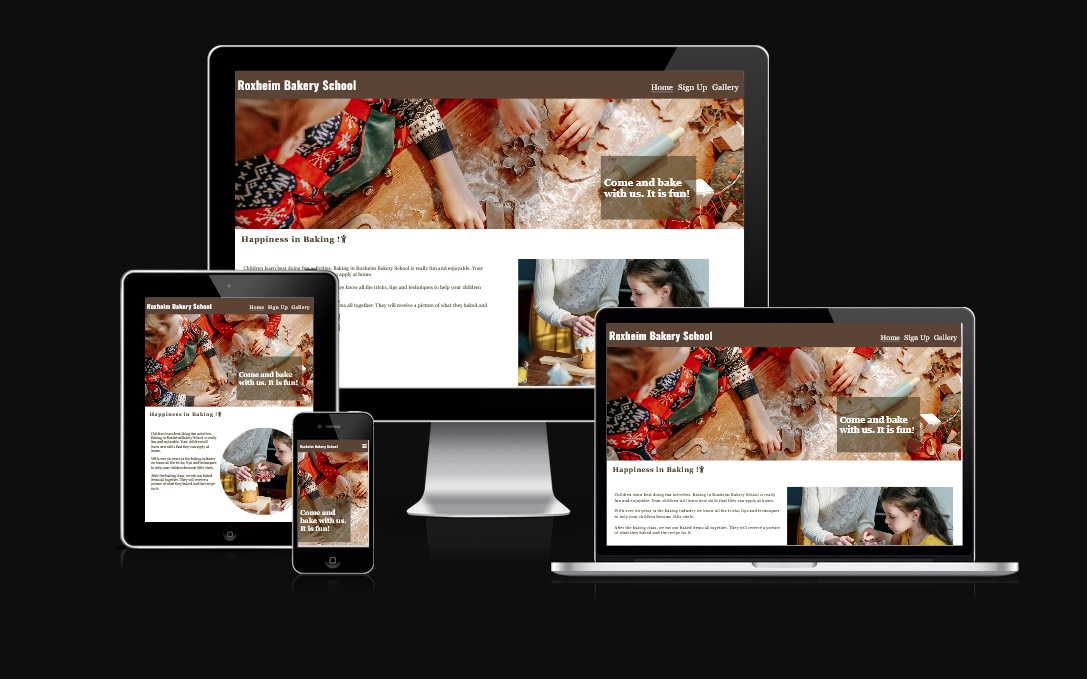 Roxheim Bakery School
Home Sign Up Gallery
Come and bake
with us. It is fun!
Happiness in Baking !
Children learn best doing fun activities. Baking in Roxheim Bakery School is really fun and enjoyable. Your
apply at home.
we know all the tricks, tips and techniques to help your children
all together. They will receive a picture of what they baked and
Roxheim Bakery School
Home Sign Up Gallery
Come and bake
with us. It is fun!
Happiness in Baking !
Children learn best doing fun activities.
Baking in Roxheim Bakery School is really
fun and enjoyable. Your children will
learn new skills that they can apply at
home.
With over 10 years in the baking industry
we know all the tricks, tips and techniques
to help your children become little chefs.
After the baking class, we eat our baked
items all together. They will receive a
picture of what they baked and the recipe
for it.
Roxheim Bakery School
Come and bake
with us.
It is fun!
Roxheim Bakery School
Home Sign Up Gallery
Come and bake
with us. It is fun!
Happiness in Baking !
Children learn best doing fun activities. Baking in Roxheim Bakery School is really
fun and enjoyable. Your children will learn new skills that they can apply at home.
With over 10 years in the baking industry we know all the tricks, tips and techniques
to help your children become little chefs.
After the baking class, we eat our baked items all together. They will receive a picture
of what they baked and the recipe for it.